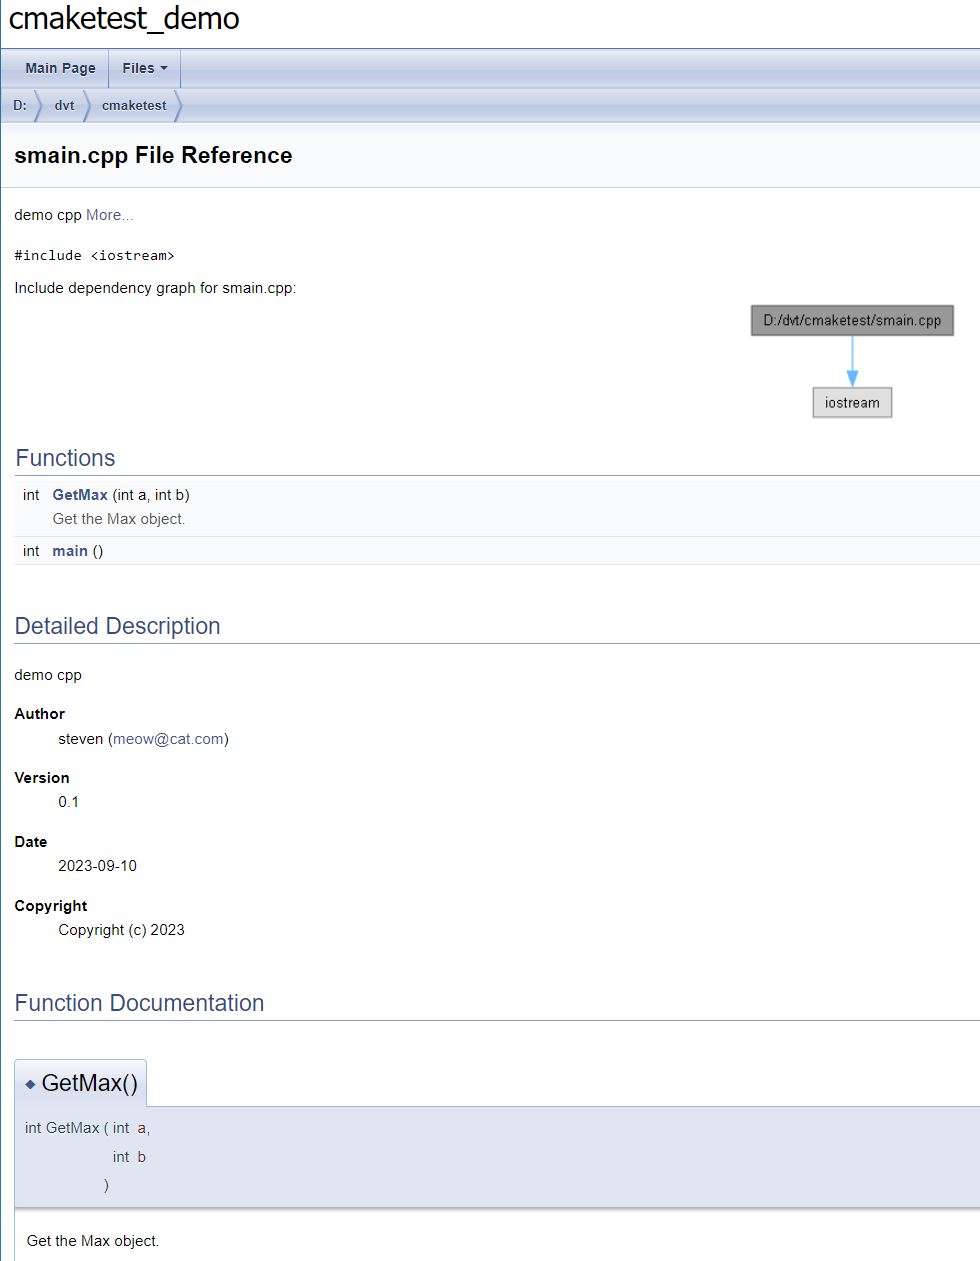 cmaketest_demo
Main Page Files
D: dvt cmaketest
smain.cpp File Reference
demo cpp More...
#include <iostream>
Include dependency graph for smain.cpp:
D:/dvt/cmaketest/smain.cpp
iostream
Functions
int GetMax (int a, int b)
Get the Max object.
int main ()
Detailed Description
demo cpp
Author
steven (meow@cat.com)
Version
0.1
Date
2023-09-10
Copyright
Copyright (c) 2023
Function Documentation
◆ GetMax()
int GetMax ( int a,
int b
)
Get the Max object.